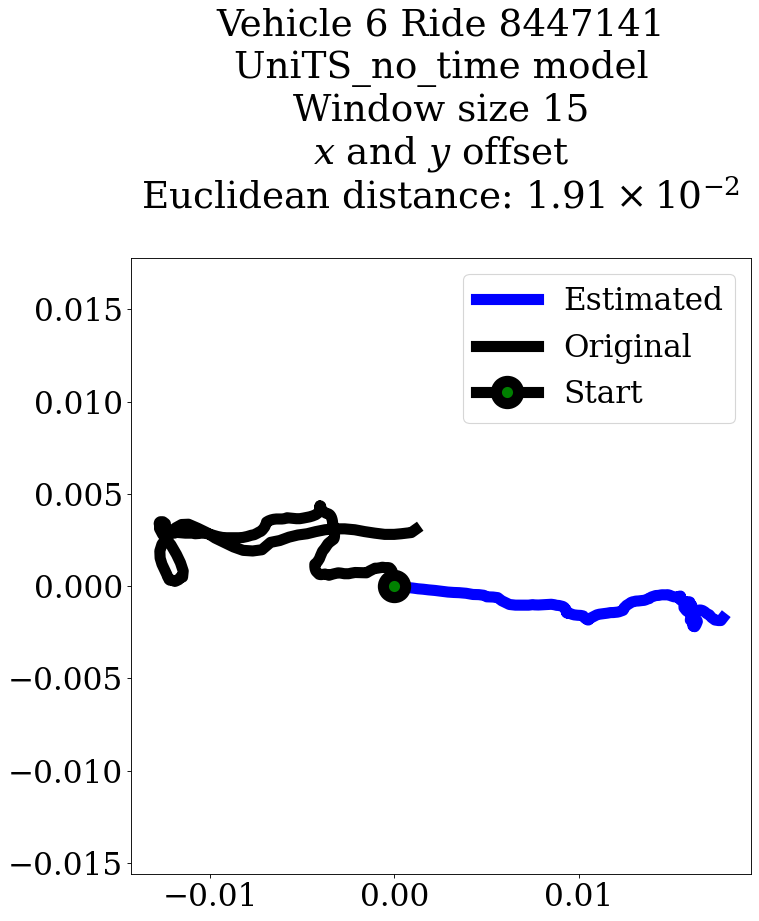 Vehicle 6 Ride 8447141
UniTS_no_time model
Window size 15
x and y offset
Euclidean distance: 1.91 × 10⁻²
Estimated
Original
Start
0.015
0.010
0.005
0.000
−0.005
−0.010
−0.015
−0.01 0.00 0.01